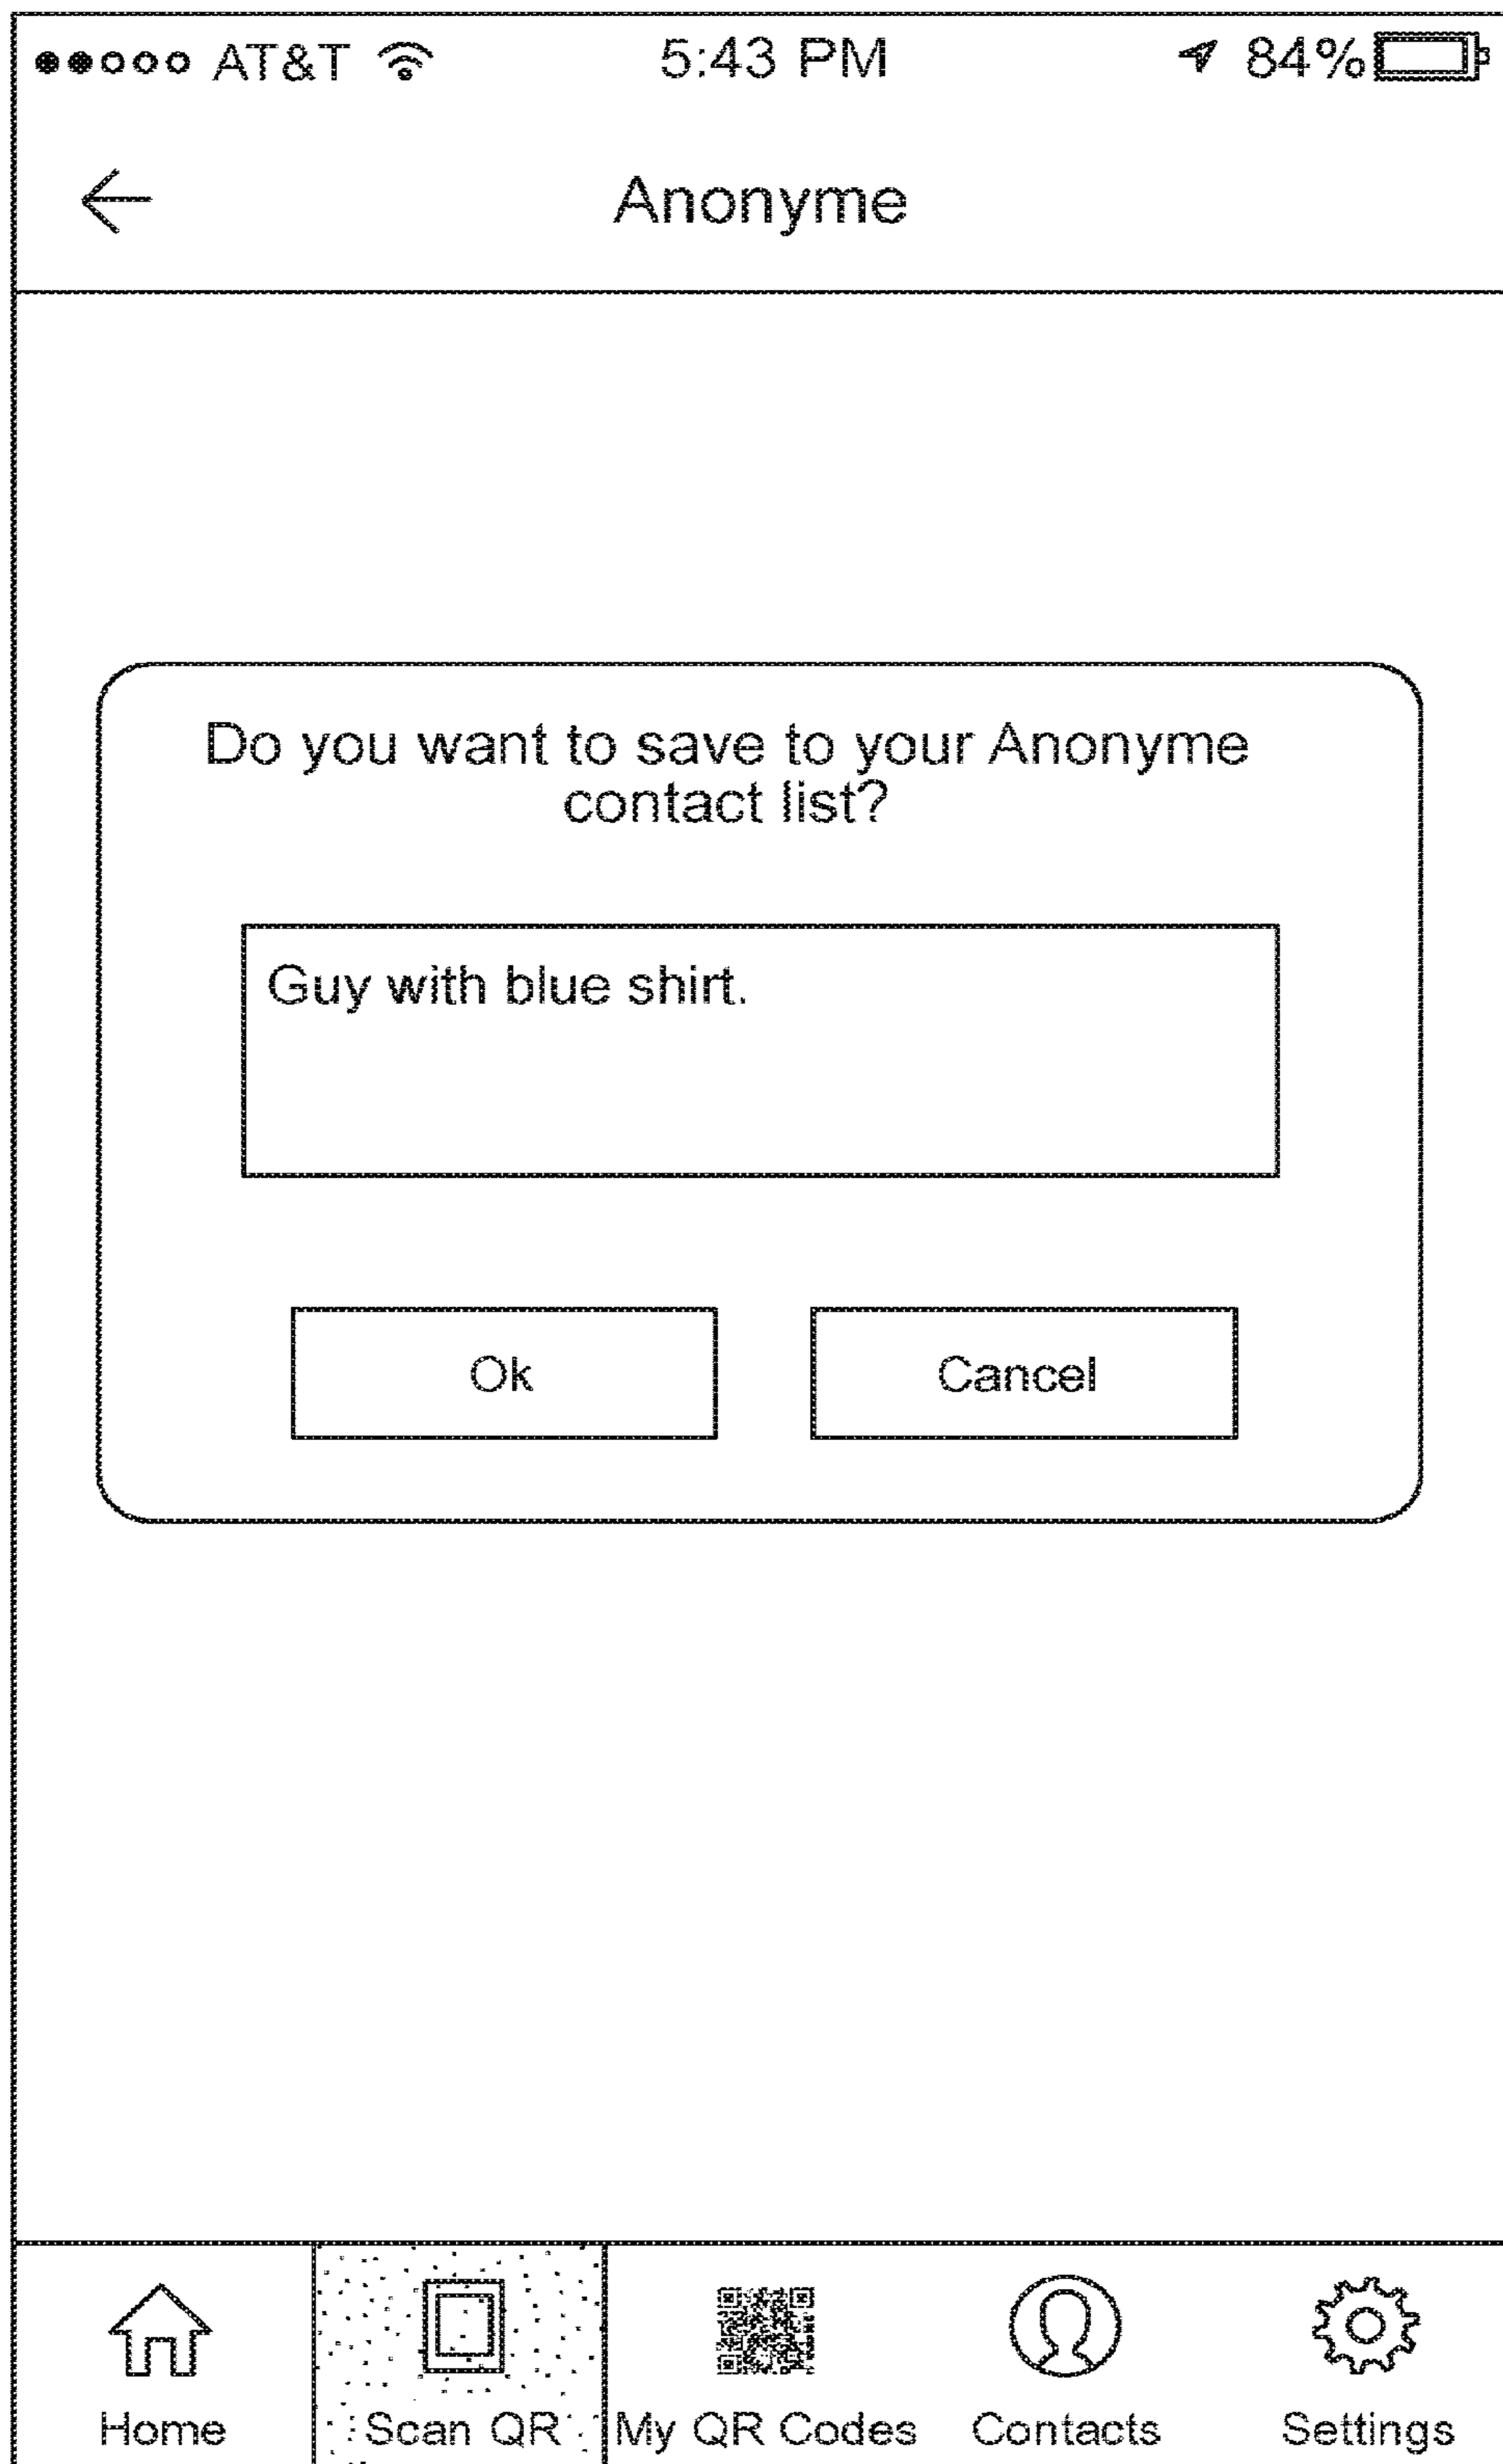 AT&T 5:43 PM 84%
Anonyme
Do you want to save to your Anonyme
contact list?
Guy with blue shirt.
Ok Cancel
Home Scan QR My QR Codes Contacts Settings